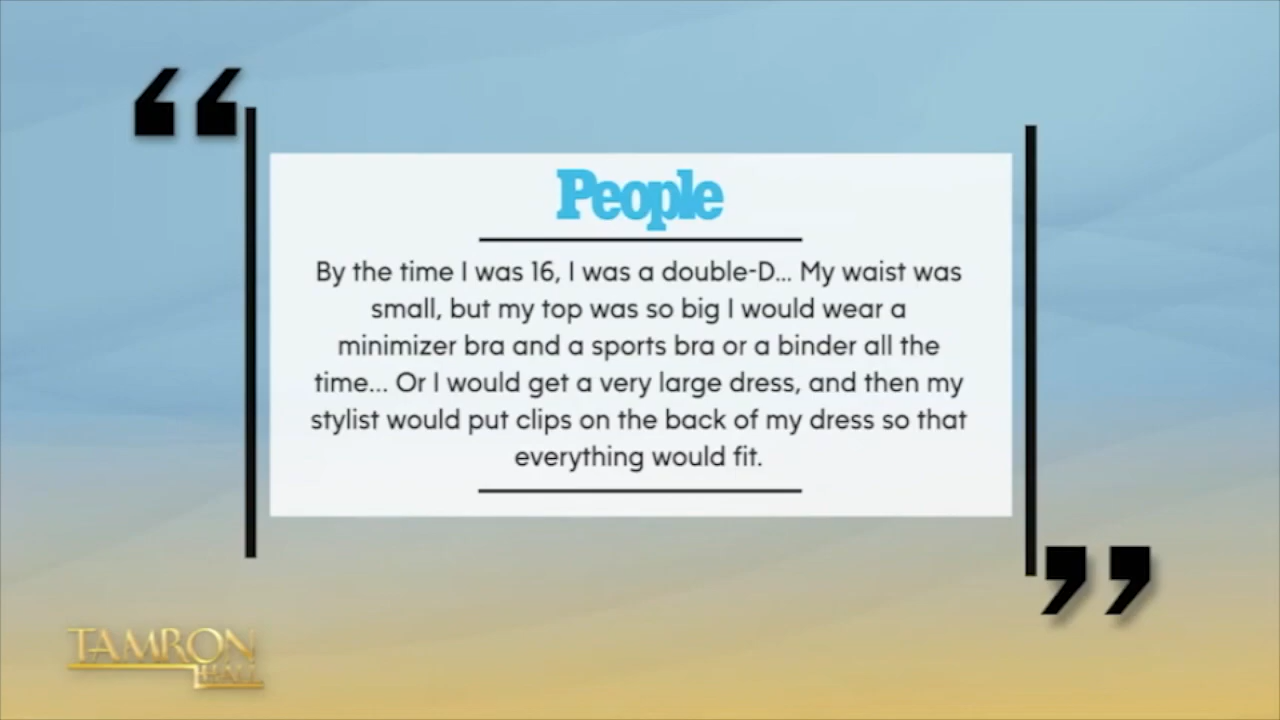 “
People
By the time I was 16, I was a double-D... My waist was
small, but my top was so big I would wear a
minimizer bra and a sports bra or a binder all the
time... Or I would get a very large dress, and then my
stylist would put clips on the back of my dress so that
everything would fit.
”
TAMRON
HALL